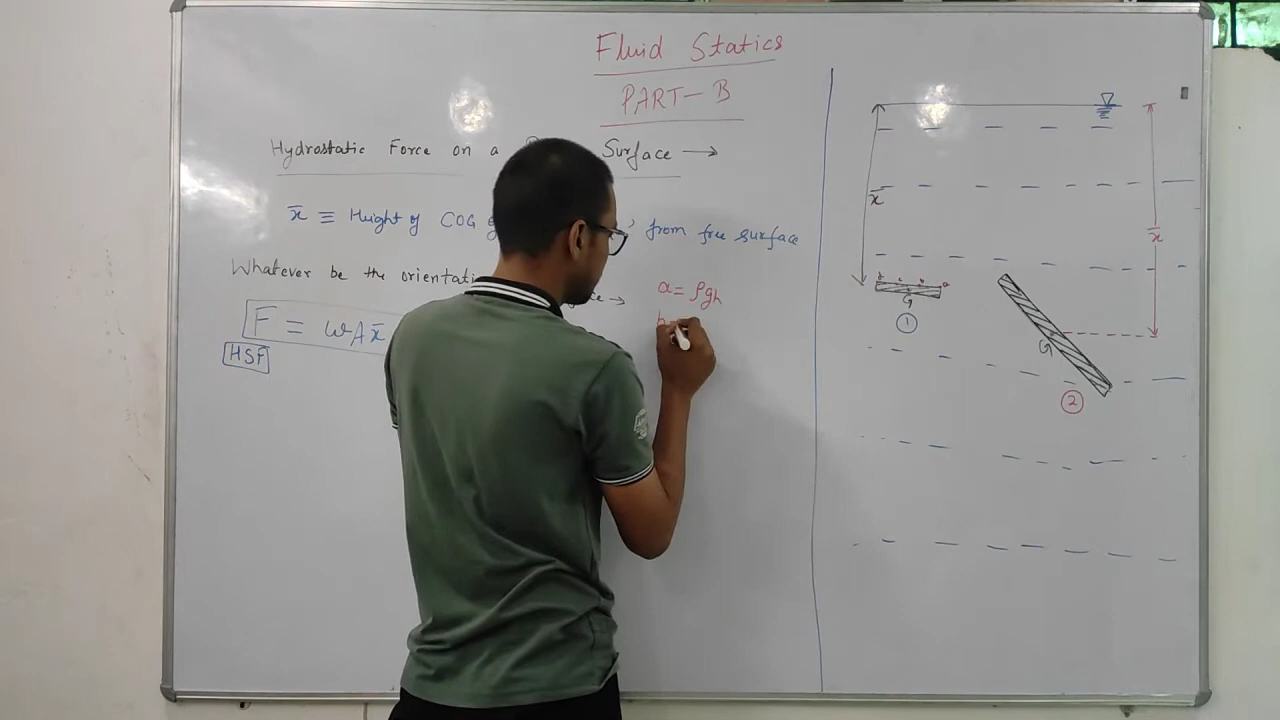 Fluid Statics
PART-B
Hydrostatic Force on a Surface →
x̄ ≡ Height of COG from free surface
Whatever be the →
a = ρgh
F = wAx̄
HSF
x̄
G
1
x̄
G
2